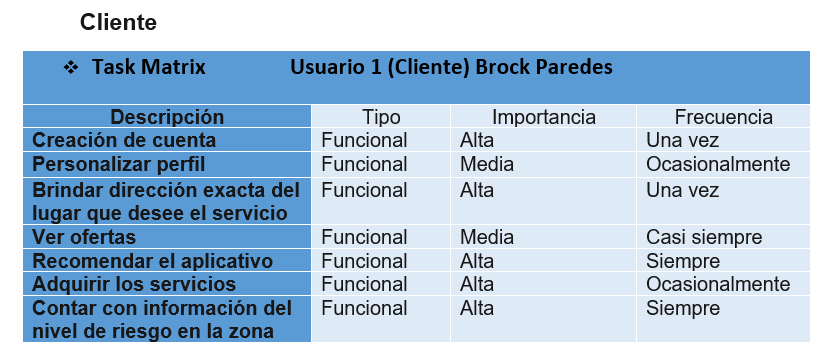 Cliente
❖ Task Matrix Usuario 1 (Cliente) Brock Paredes
Descripción Tipo Importancia Frecuencia
Creación de cuenta Funcional Alta Una vez
Personalizar perfil Funcional Media Ocasionalmente
Brindar dirección exacta del Funcional Alta Una vez
lugar que desee el servicio
Ver ofertas Funcional Media Casi siempre
Recomendar el aplicativo Funcional Alta Siempre
Adquirir los servicios Funcional Alta Ocasionalmente
Contar con información del Funcional Alta Siempre
nivel de riesgo en la zona